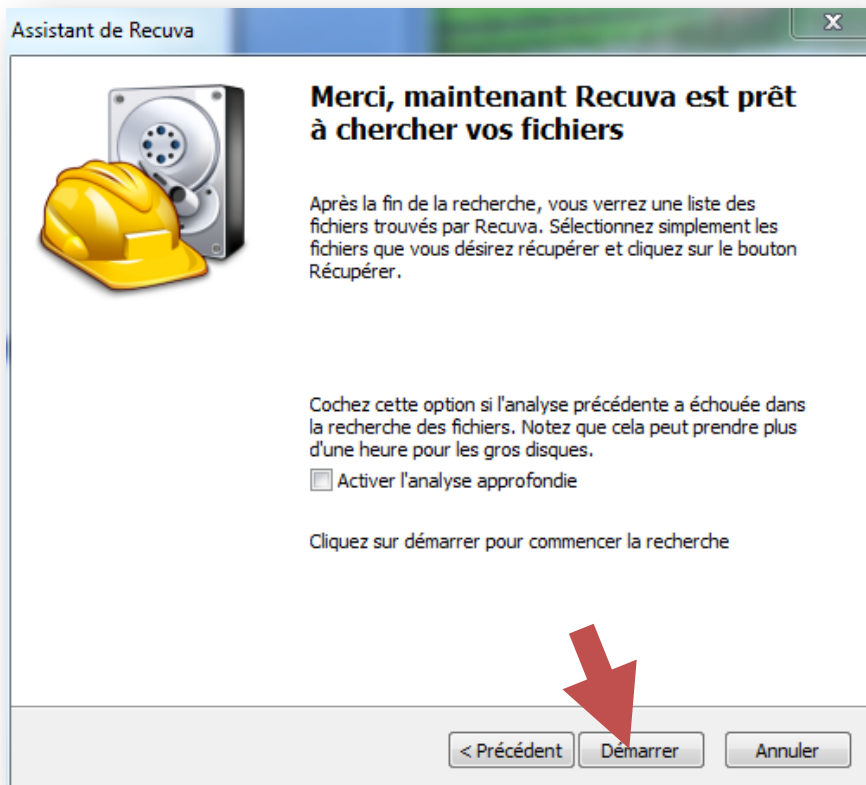 Assistant de Recuva
Merci, maintenant Recuva est prêt
à chercher vos fichiers
Après la fin de la recherche, vous verrez une liste des
fichiers trouvés par Recuva. Sélectionnez simplement les
fichiers que vous désirez récupérer et cliquez sur le bouton
Récupérer.
Cochez cette option si l'analyse précédente a échouée dans
la recherche des fichiers. Notez que cela peut prendre plus
d'une heure pour les gros disques.
Activer l'analyse approfondie
Cliquez sur démarrer pour commencer la recherche
< Précédent Démarrer Annuler